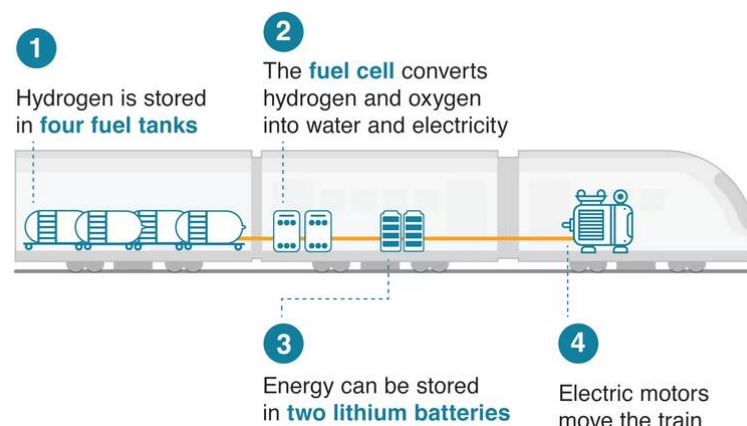 1
Hydrogen is stored
in four fuel tanks
2
The fuel cell converts
hydrogen and oxygen
into water and electricity
3
Energy can be stored
in two lithium batteries
4
Electric motors
move the train